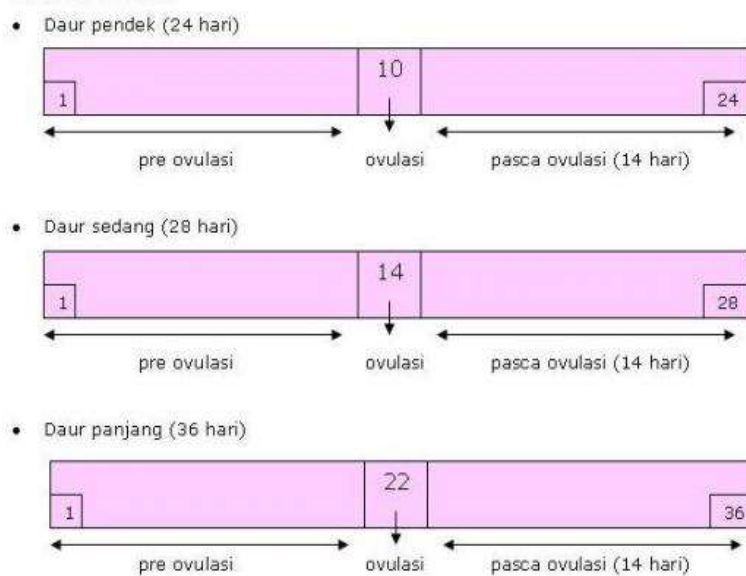 • Daur pendek (24 hari)
10
1
24
pre ovulasi ovulasi pasca ovulasi (14 hari)
• Daur sedang (28 hari)
14
1
28
pre ovulasi ovulasi pasca ovulasi (14 hari)
• Daur panjang (36 hari)
22
1
36
pre ovulasi ovulasi pasca ovulasi (14 hari)